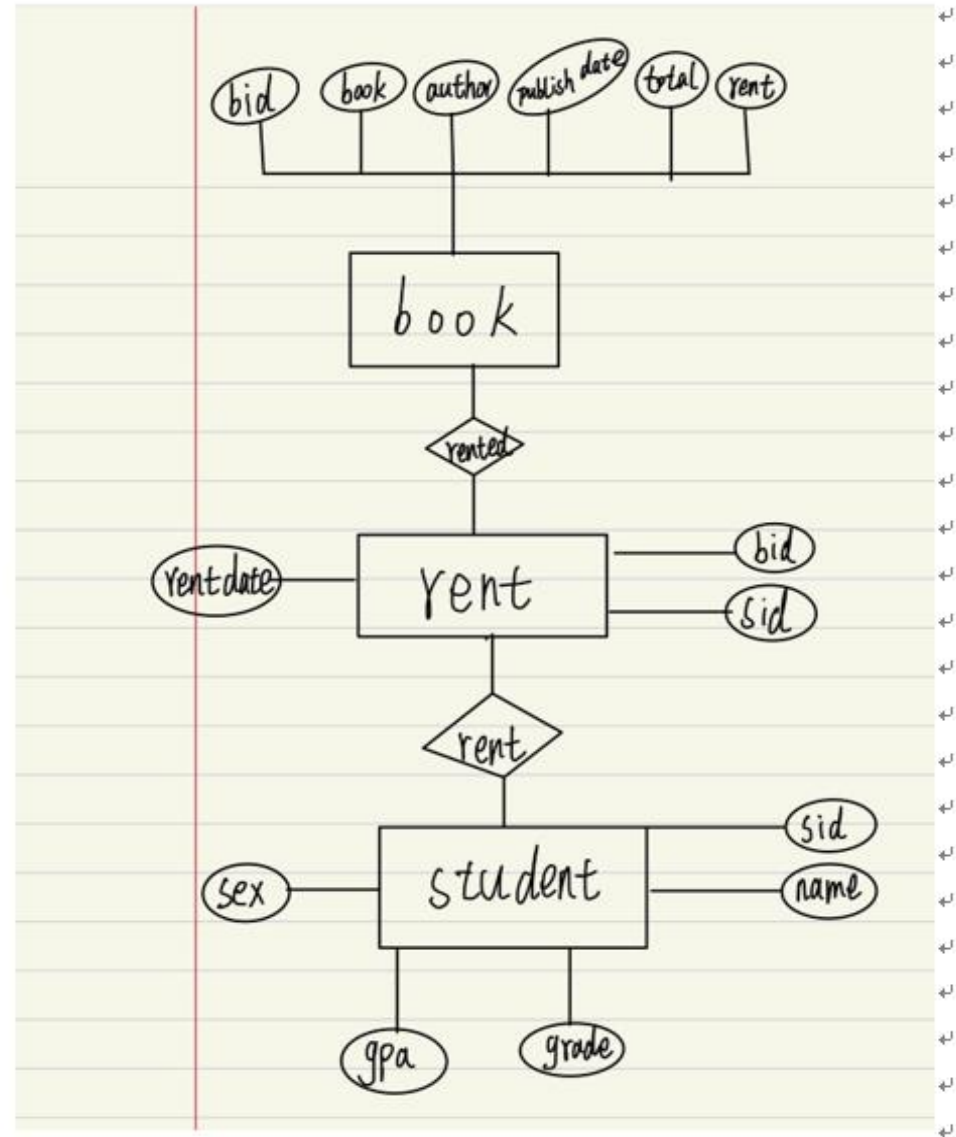 bid book author publish date total rent
book
rented
rentdate rent bid
sid
rent
sid
sex student name
gpa grade